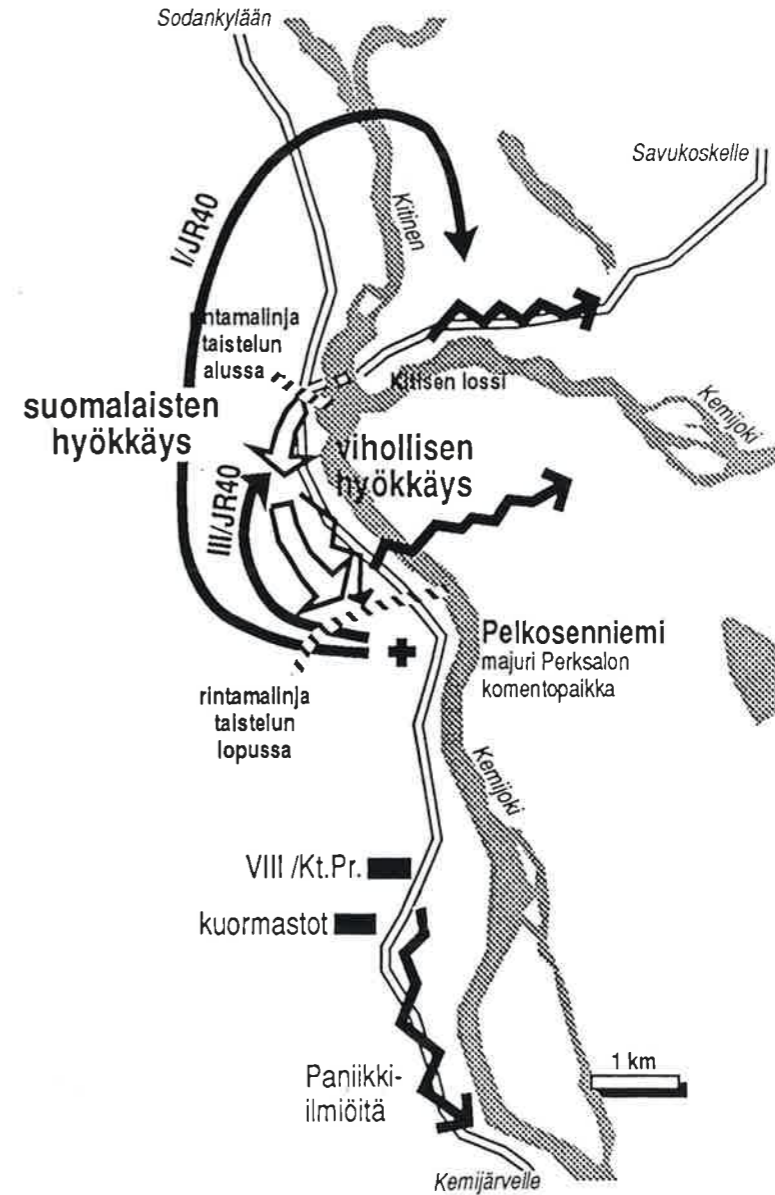 Sodankylään
Savukoskelle
Kitinen
I/JR40
rintamalinja
taistelun
alussa
Kitisen lossi
Kemijoki
suomalaisten
hyökkäys
vihollisen
hyökkäys
III/JR40
Pelkosenniemi
majuri Perksalon
komentopaikka
rintamalinja
taistelun
lopussa
Kemijoki
VIII /Kt.Pr.
kuormastot
1 km
Paniikki-
ilmiöitä
Kemijärvelle